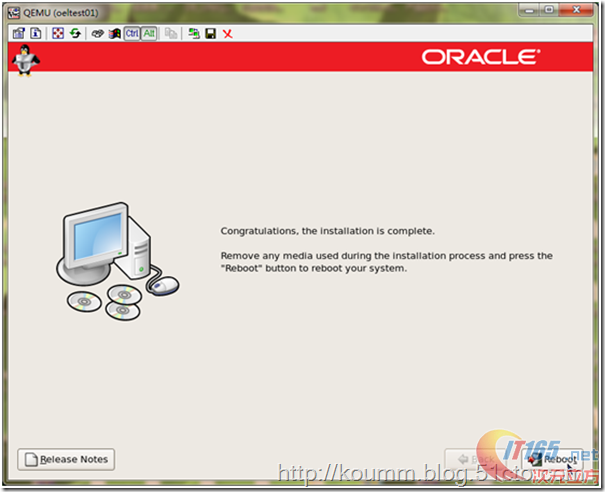 QEMU (oeltest01)
Ctrl Alt
ORACLE®
Congratulations, the installation is complete.
Remove any media used during the installation process and press the
"Reboot" button to reboot your system.
Release Notes
Back
Reboot
IT165.net
http://koumm.blog.51cto.com